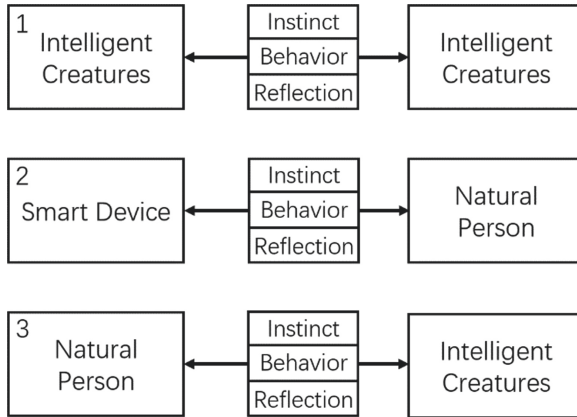 1
Intelligent
Creatures
Instinct
Behavior
Reflection
Intelligent
Creatures
2
Smart Device
Instinct
Behavior
Reflection
Natural
Person
3
Natural
Person
Instinct
Behavior
Reflection
Intelligent
Creatures